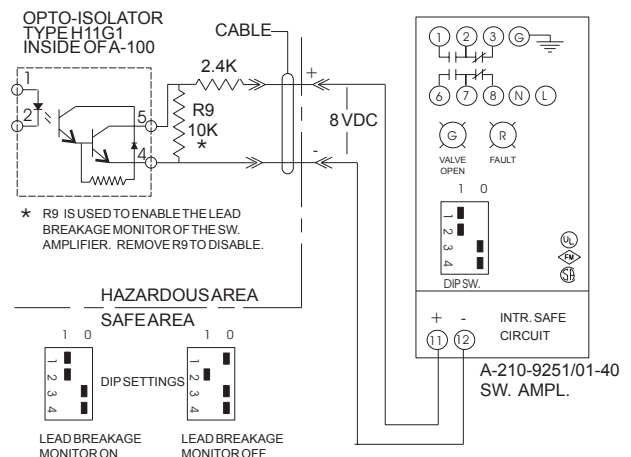 OPTO-ISOLATOR
TYPE H11G1
INSIDE OF A-100
CABLE
1
2
5
4
2.4K
R9
10K
*
+
-
8 VDC
* R9 IS USED TO ENABLE THE LEAD
BREAKAGE MONITOR OF THE SW.
AMPLIFIER. REMOVE R9 TO DISABLE.
HAZARDOUS AREA
SAFE AREA
1 0
1
2
3
4
DIP SETTINGS
1 0
1
2
3
4
LEAD BREAKAGE
MONITOR ON
LEAD BREAKAGE
MONITOR OFF
1 2 3 G
6 7 8 N L
G
R
VALVE
OPEN
FAULT
1 0
1
2
3
4
DIP SW.
UL
FM
SA
+ - INTR. SAFE
11 12 CIRCUIT
A-210-9251/01-40
SW. AMPL.